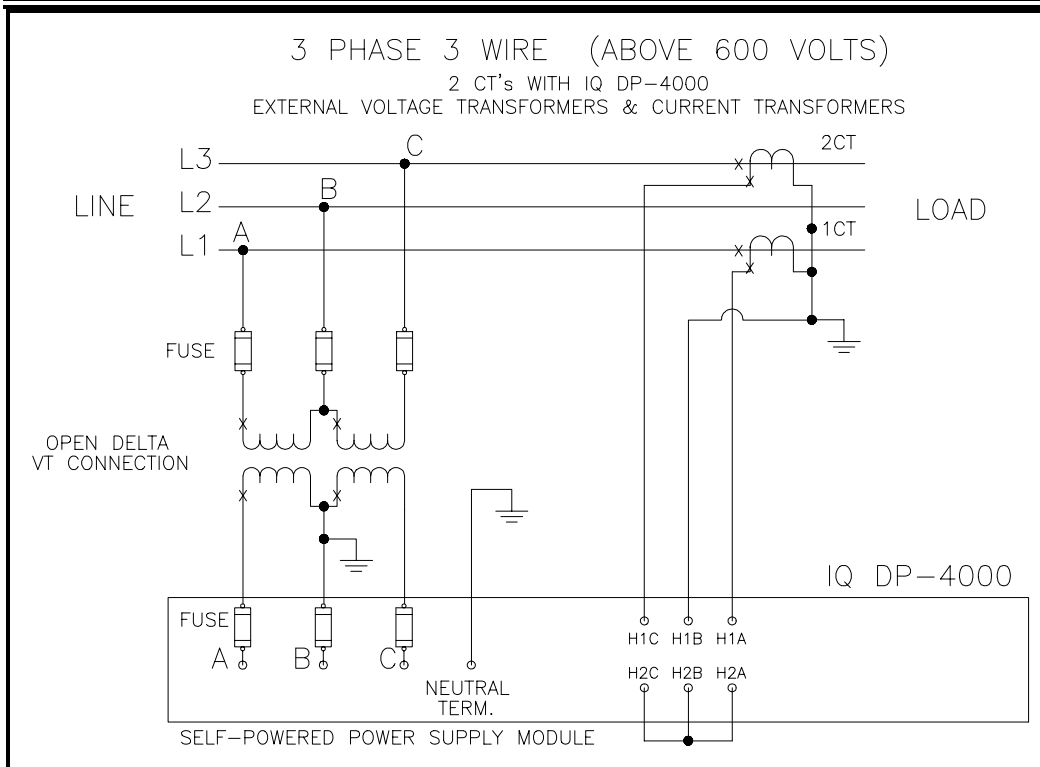 3 PHASE 3 WIRE (ABOVE 600 VOLTS)
2 CT's WITH IQ DP-4000
EXTERNAL VOLTAGE TRANSFORMERS & CURRENT TRANSFORMERS
C
2CT
L3
B
LINE
L2
LOAD
A
1CT
L1
FUSE
OPEN DELTA
VT CONNECTION
IQ DP-4000
FUSE
H1C H1B H1A
A B C
H2C H2B H2A
NEUTRAL
TERM.
SELF-POWERED POWER SUPPLY MODULE